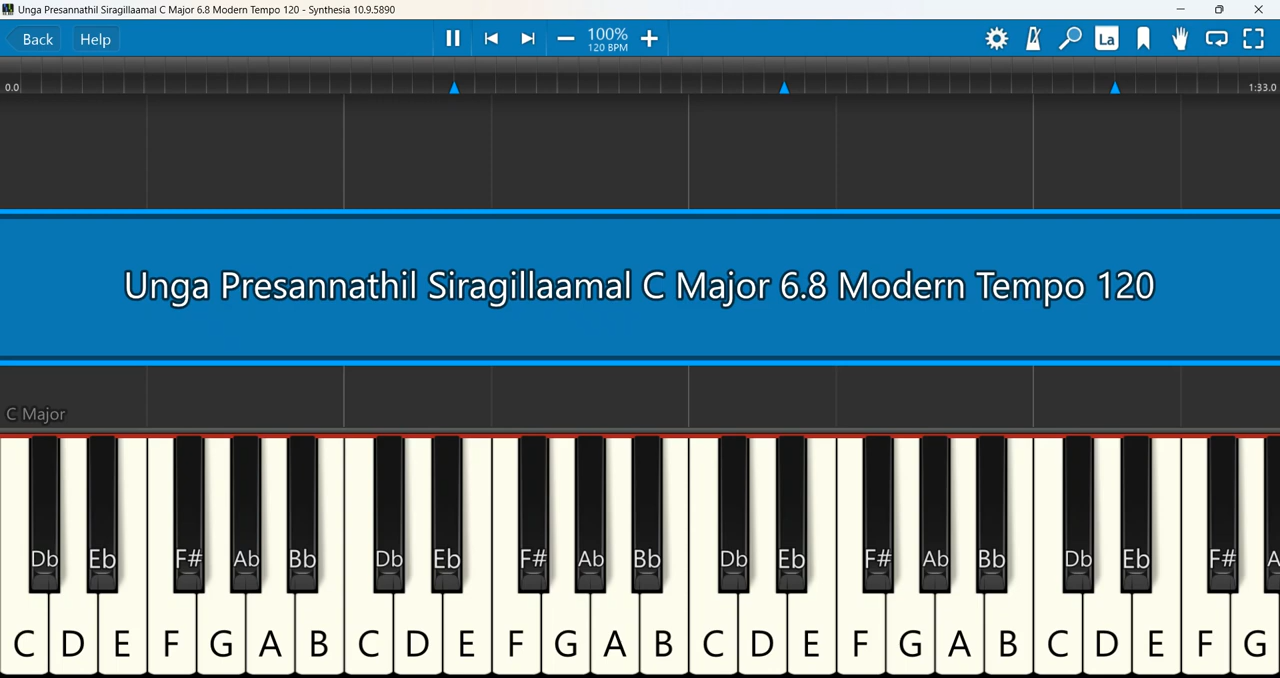 Unga Presannathil Siragillaamal C Major 6.8 Modern Tempo 120 - Synthesia 10.9.5890
Back Help 100% La
120 BPM
0.0 1:33.0
Unga Presannathil Siragillaamal C Major 6.8 Modern Tempo 120
C Major
Db Eb F# Ab Bb Db Eb F# Ab Bb Db Eb F# Ab Bb Db Eb F# A
C D E F G A B C D E F G A B C D E F G A B C D E F G